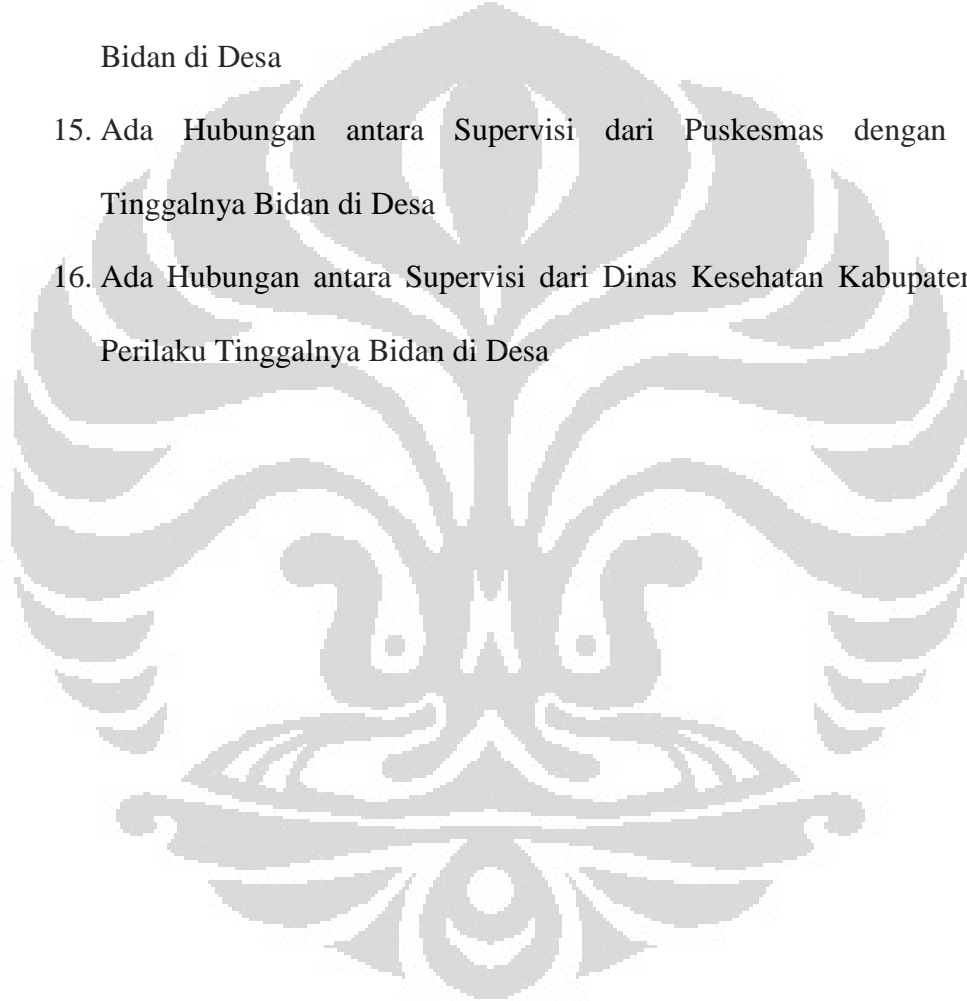 Bidan di Desa
15. Ada Hubungan antara Supervisi dari Puskesmas dengan
Tinggalnya Bidan di Desa
16. Ada Hubungan antara Supervisi dari Dinas Kesehatan Kabupaten
Perilaku Tinggalnya Bidan di Desa